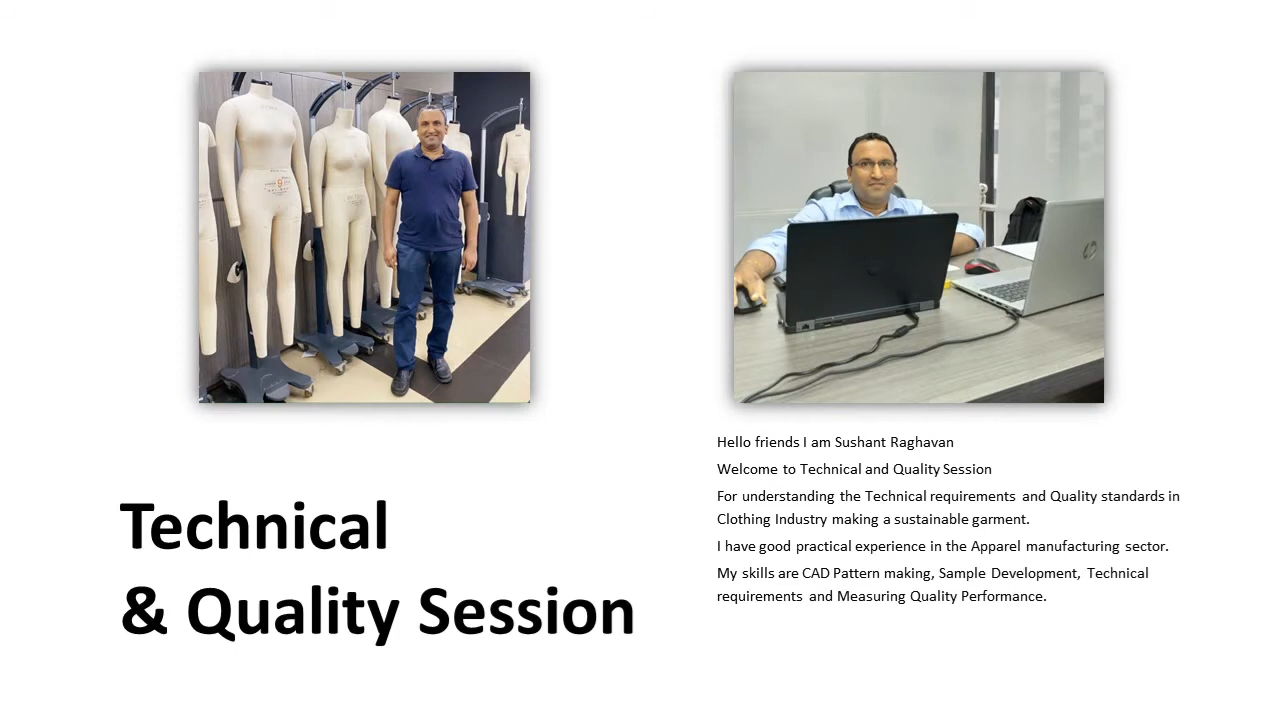 Technical
& Quality Session
Hello friends I am Sushant Raghavan
Welcome to Technical and Quality Session
For understanding the Technical requirements and Quality standards in
Clothing Industry making a sustainable garment.
I have good practical experience in the Apparel manufacturing sector.
My skills are CAD Pattern making, Sample Development, Technical
requirements and Measuring Quality Performance.